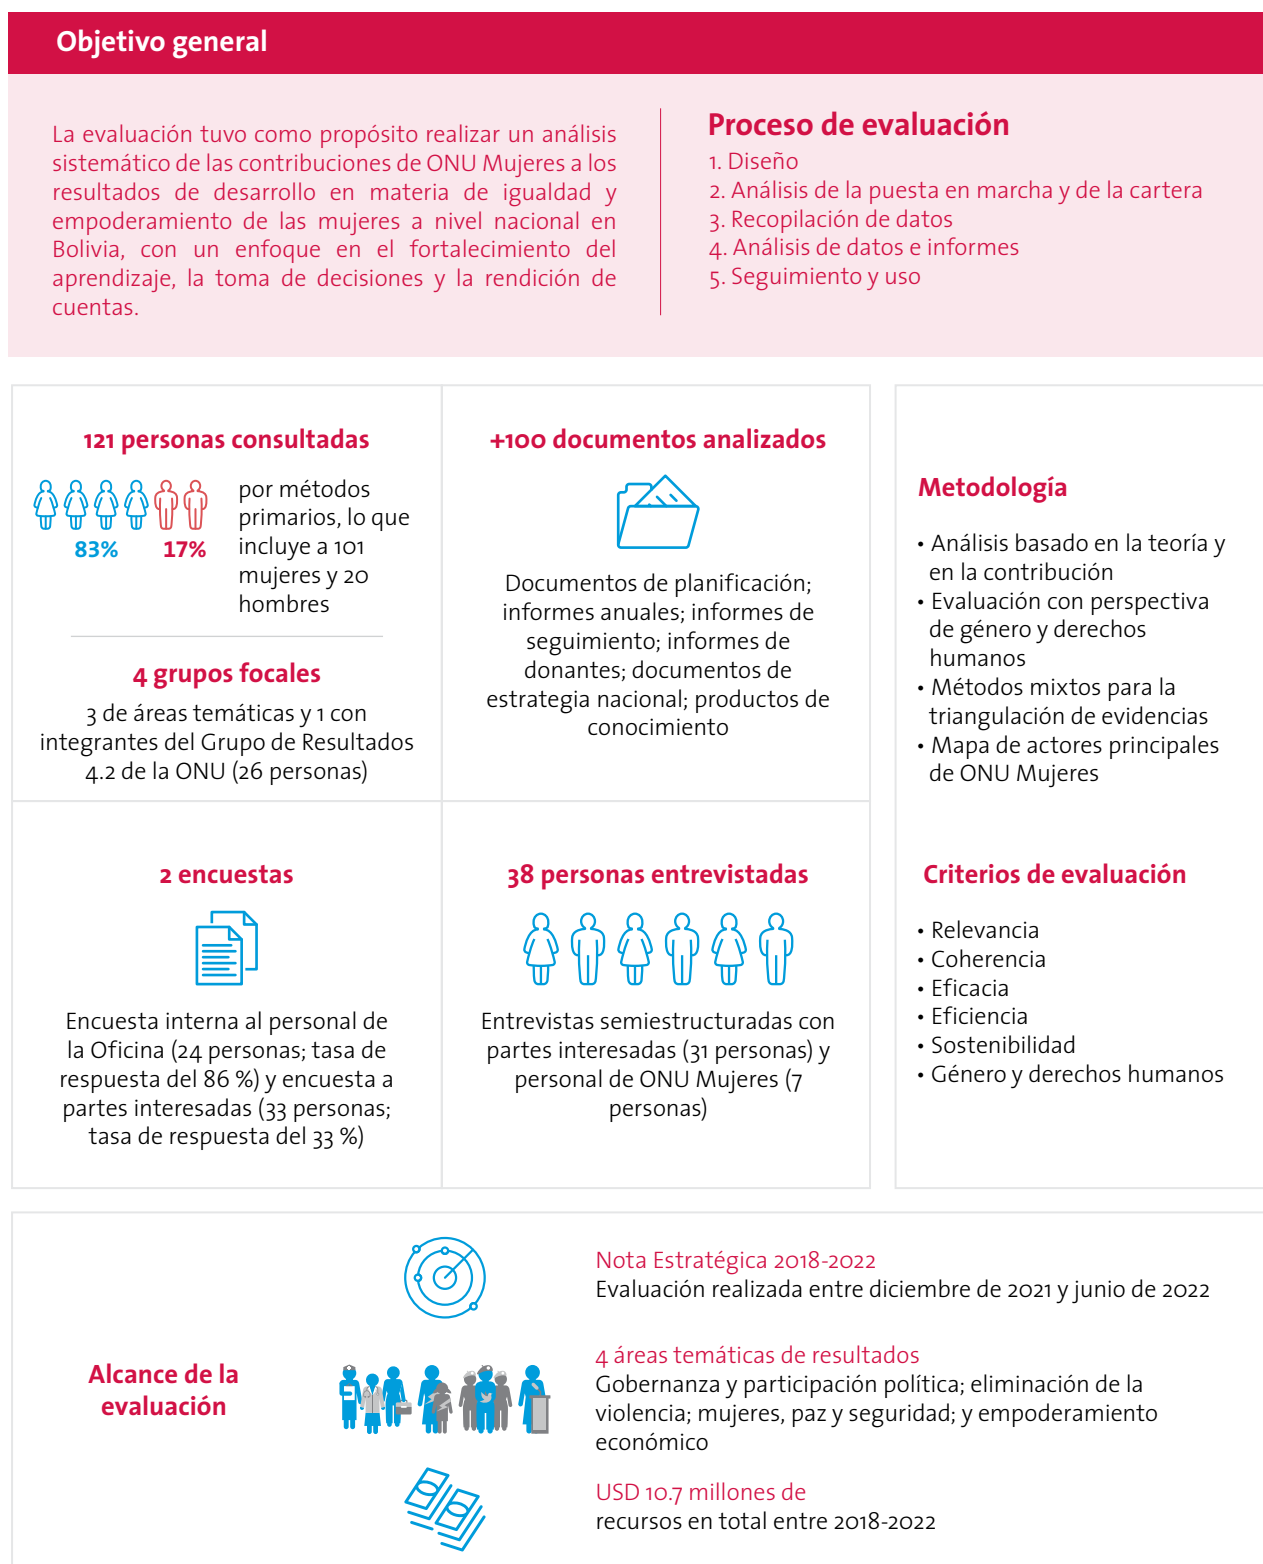 Objetivo general
La evaluación tuvo como propósito realizar un análisis
sistemático de las contribuciones de ONU Mujeres a los
resultados de desarrollo en materia de igualdad y
empoderamiento de las mujeres a nivel nacional en
Bolivia, con un enfoque en el fortalecimiento del
aprendizaje, la toma de decisiones y la rendición de
cuentas.
Proceso de evaluación
1. Diseño
2. Análisis de la puesta en marcha y de la cartera
3. Recopilación de datos
4. Análisis de datos e informes
5. Seguimiento y uso
121 personas consultadas
83% 17%
por métodos
primarios, lo que
incluye a 101
mujeres y 20
hombres
4 grupos focales
3 de áreas temáticas y 1 con
integrantes del Grupo de Resultados
4.2 de la ONU (26 personas)
+100 documentos analizados
Documentos de planificación;
informes anuales; informes de
seguimiento; informes de
donantes; documentos de
estrategia nacional; productos de
conocimiento
2 encuestas
Encuesta interna al personal de
la Oficina (24 personas; tasa de
respuesta del 86 %) y encuesta a
partes interesadas (33 personas;
tasa de respuesta del 33 %)
38 personas entrevistadas
Entrevistas semiestructuradas con
partes interesadas (31 personas) y
personal de ONU Mujeres (7
personas)
Metodología
• Análisis basado en la teoría y
en la contribución
• Evaluación con perspectiva
de género y derechos
humanos
• Métodos mixtos para la
triangulación de evidencias
• Mapa de actores principales
de ONU Mujeres
Criterios de evaluación
• Relevancia
• Coherencia
• Eficacia
• Eficiencia
• Sostenibilidad
• Género y derechos humanos
Alcance de la
evaluación
Nota Estratégica 2018-2022
Evaluación realizada entre diciembre de 2021 y junio de 2022
4 áreas temáticas de resultados
Gobernanza y participación política; eliminación de la
violencia; mujeres, paz y seguridad; y empoderamiento
económico
USD 10.7 millones de
recursos en total entre 2018-2022